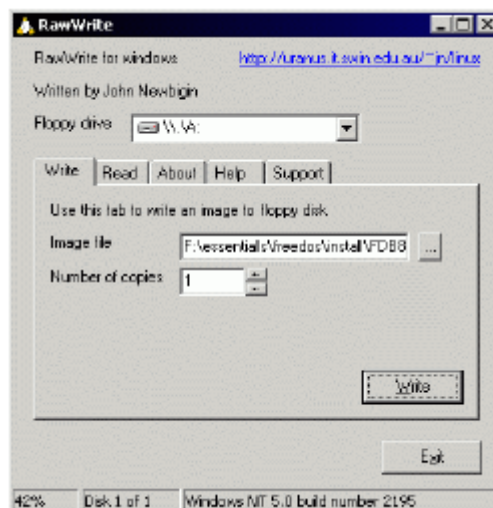 RawWrite
RawWrite for windows http://uranus.it.swin.edu.au/~jn/linux
Written by John Newbigin
Floppy drive \\.\A:
Write Read About Help Support
Use this tab to write an image to floppy disk
Image file F:\essentials\freedos\install\FDB8 ...
Number of copies 1
Write
Exit
42% Disk 1 of 1 Windows NT 5.0 build number 2195